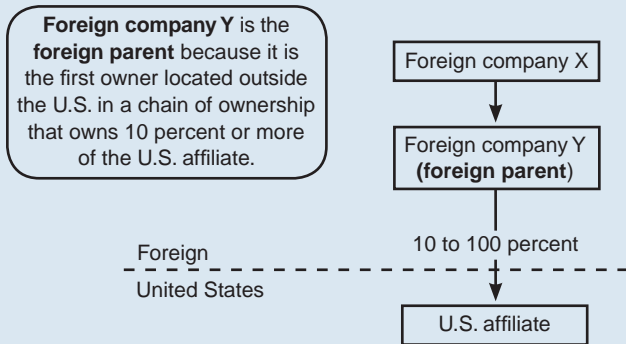 Foreign company Y is the
foreign parent because it is
the first owner located outside
the U.S. in a chain of ownership
that owns 10 percent or more
of the U.S. affiliate.
Foreign company X
Foreign company Y
(foreign parent)
10 to 100 percent
Foreign
United States
U.S. affiliate